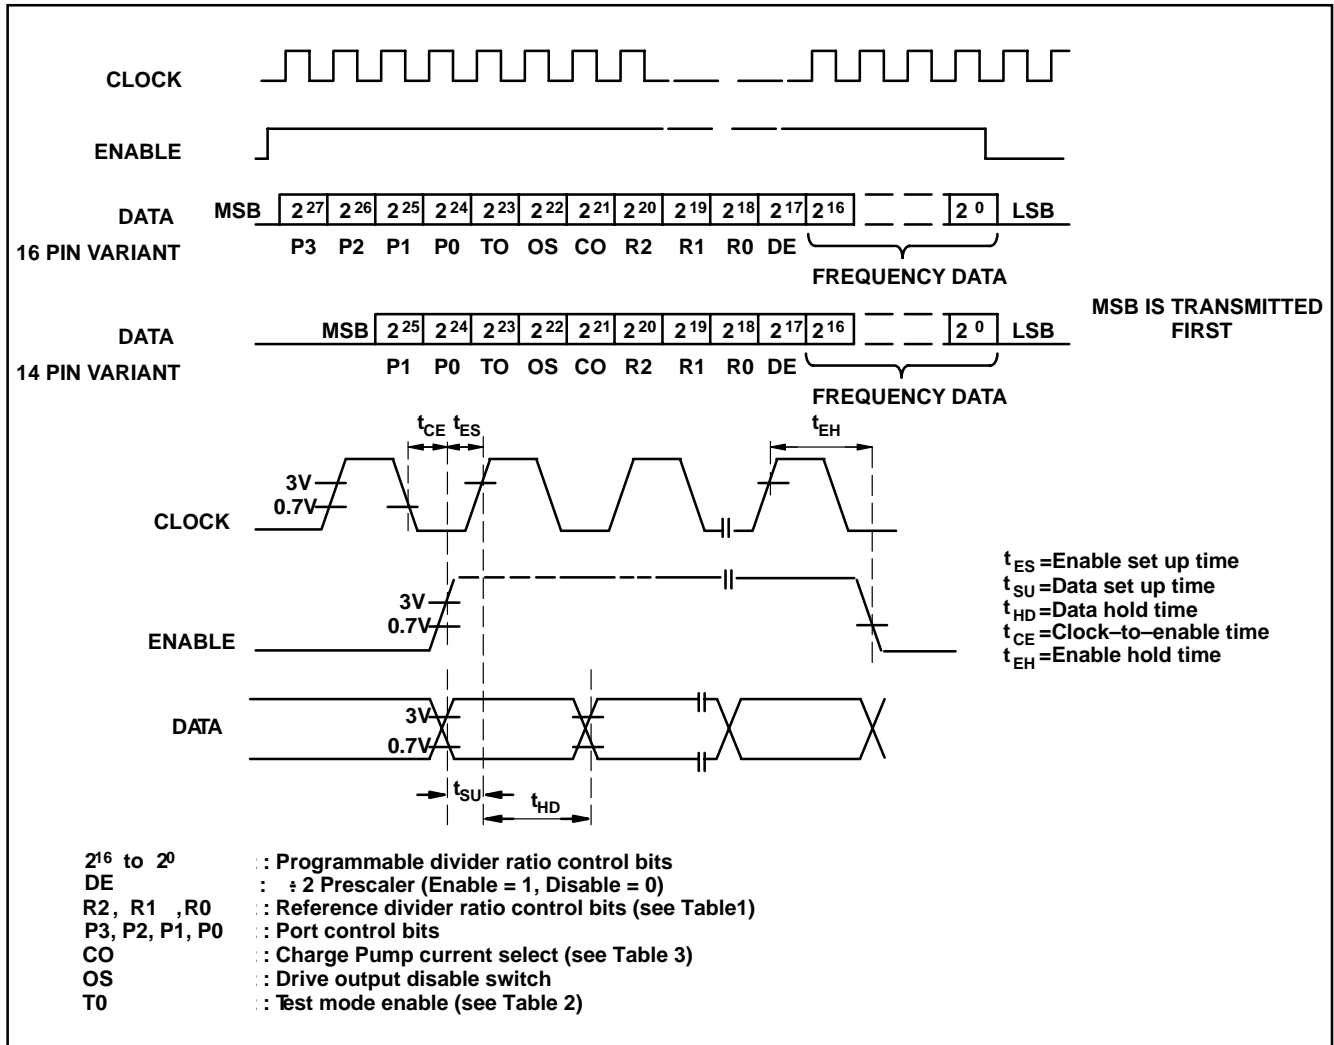 CLOCK
ENABLE
DATA MSB 2^27 2^26 2^25 2^24 2^23 2^22 2^21 2^20 2^19 2^18 2^17 2^16 2^0 LSB
16 PIN VARIANT P3 P2 P1 P0 TO OS CO R2 R1 R0 DE
FREQUENCY DATA
MSB IS TRANSMITTED
FIRST
DATA MSB 2^25 2^24 2^23 2^22 2^21 2^20 2^19 2^18 2^17 2^16 2^0 LSB
14 PIN VARIANT P1 P0 TO OS CO R2 R1 R0 DE
FREQUENCY DATA
tCE tES tEH
3V
0.7V
CLOCK
tES =Enable set up time
tSU =Data set up time
tHD =Data hold time
tCE =Clock–to–enable time
tEH =Enable hold time
3V
0.7V
ENABLE
3V
DATA
0.7V
tSU tHD
2^16 to 2^0 : : Programmable divider ratio control bits
DE : ÷ 2 Prescaler (Enable = 1, Disable = 0)
R2, R1 ,R0 : : Reference divider ratio control bits (see Table1)
P3, P2, P1, P0 : : Port control bits
CO : : Charge Pump current select (see Table 3)
OS : : Drive output disable switch
T0 : : Test mode enable (see Table 2)